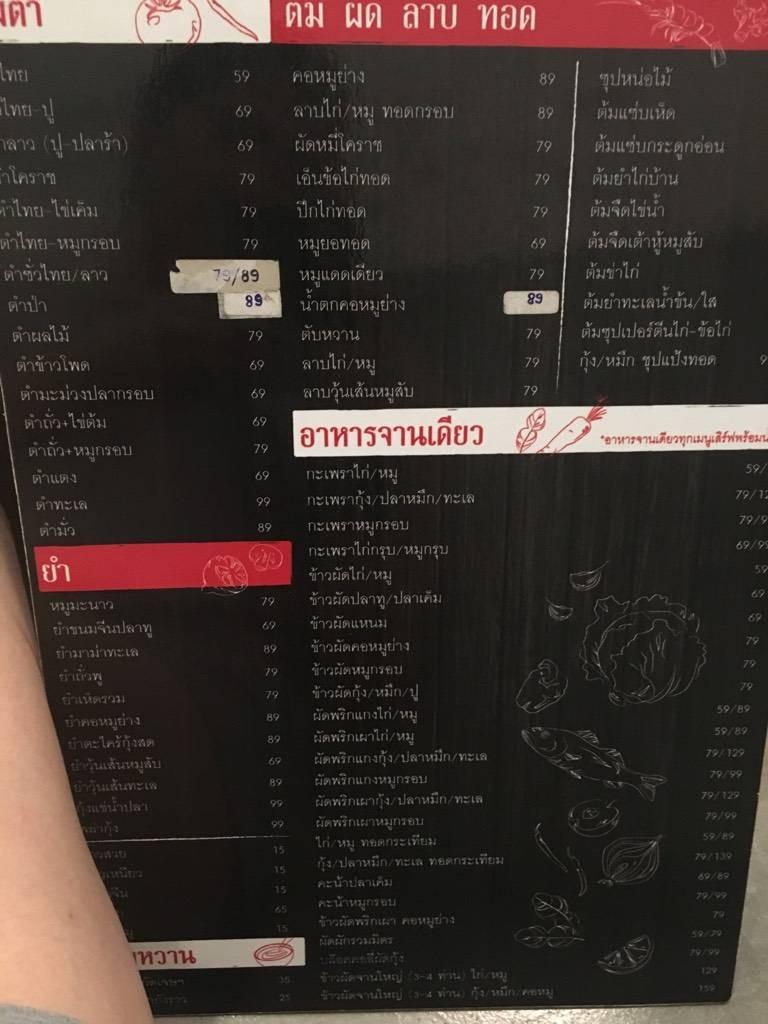 ต้ม ผัด ลาบ ทอด
ไทย 59
ไทย-ปู 69
ลาว (ปู-ปลาร้า) 69
ตำโคราช 79
ตำไทย-ไข่เค็ม 79
ตำไทย-หมูกรอบ 79
ตำซั่วไทย/ลาว 79/89
ตำป่า 89
ตำผลไม้ 79
ตำข้าวโพด 69
ตำมะม่วงปลากรอบ 69
ตำถั่ว+ไข่ต้ม 69
ตำถั่ว+หมูกรอบ 79
ตำแตง 69
ตำทะเล 99
ตำมั่ว 89
ยำ
หมูมะนาว 79
ยำขนมจีนปลาทู 69
ยำมาม่าทะเล 89
ยำถั่วพู 79
ยำเห็ดรวม 79
ยำคอหมูย่าง 89
ยำตะไคร้กุ้งสด 89
ยำวุ้นเส้นหมูสับ 69
ยำวุ้นเส้นทะเล 89
กุ้งแช่น้ำปลา 99
กุ้ง 99
สวย 15
เหนียว 15
จีน 15
65
15
หวาน
35
25
คอหมูย่าง 89
ลาบไก่/หมู ทอดกรอบ 89
ผัดหมี่โคราช 79
เอ็นข้อไก่ทอด 79
ปีกไก่ทอด 79
หมูยอทอด 69
หมูแดดเดียว 79
น้ำตกคอหมูย่าง 89
ตับหวาน 79
ลาบไก่/หมู 79
ลาบวุ้นเส้นหมูสับ 79
ซุปหน่อไม้
ต้มแซ่บเห็ด
ต้มแซ่บกระดูกอ่อน
ต้มยำไก่บ้าน
ต้มจืดไข่น้ำ
ต้มจืดเต้าหู้หมูสับ
ต้มข่าไก่
ต้มยำทะเลน้ำข้น/ใส
ต้มซุปเปอร์ตีนไก่-ข้อไก่
กุ้ง/หมึก ชุปแป้งทอด
อาหารจานเดียว
*อาหารจานเดียวทุกเมนูเสิร์ฟพร้อม
กะเพราไก่/หมู 59/
กะเพรากุ้ง/ปลาหมึก/ทะเล 79/12
กะเพราหมูกรอบ 79/9
กะเพราไก่กรุบ/หมูกรุบ 69/99
ข้าวผัดไก่/หมู 59
ข้าวผัดปลาทู/ปลาเค็ม 69
ข้าวผัดแหนม 69
ข้าวผัดคอหมูย่าง 79
ข้าวผัดหมูกรอบ 79
ข้าวผัดกุ้ง/หมึก/ปู 79
ผัดพริกแกงไก่/หมู 59/89
ผัดพริกเผาไก่/หมู 59/89
ผัดพริกแกงกุ้ง/ปลาหมึก/ทะเล 79/129
ผัดพริกแกงหมูกรอบ 79/99
ผัดพริกเผากุ้ง/ปลาหมึก/ทะเล 79/129
ผัดพริกเผาหมูกรอบ 79/99
ไก่/หมู ทอดกระเทียม 59/89
กุ้ง/ปลาหมึก/ทะเล ทอดกระเทียม 79/139
คะน้าปลาเค็ม 69/89
คะน้าหมูกรอบ 79/99
ข้าวผัดพริกเผา คอหมูย่าง 79
ผัดผักรวมมิตร 59/79
บล็อคคอลี่ผัดกุ้ง 79/99
ข้าวผัดจานใหญ่ (3-4 ท่าน) ไก่/หมู 129
ข้าวผัดจานใหญ่ (3-4 ท่าน) กุ้ง/หมึก/คอหมู 159